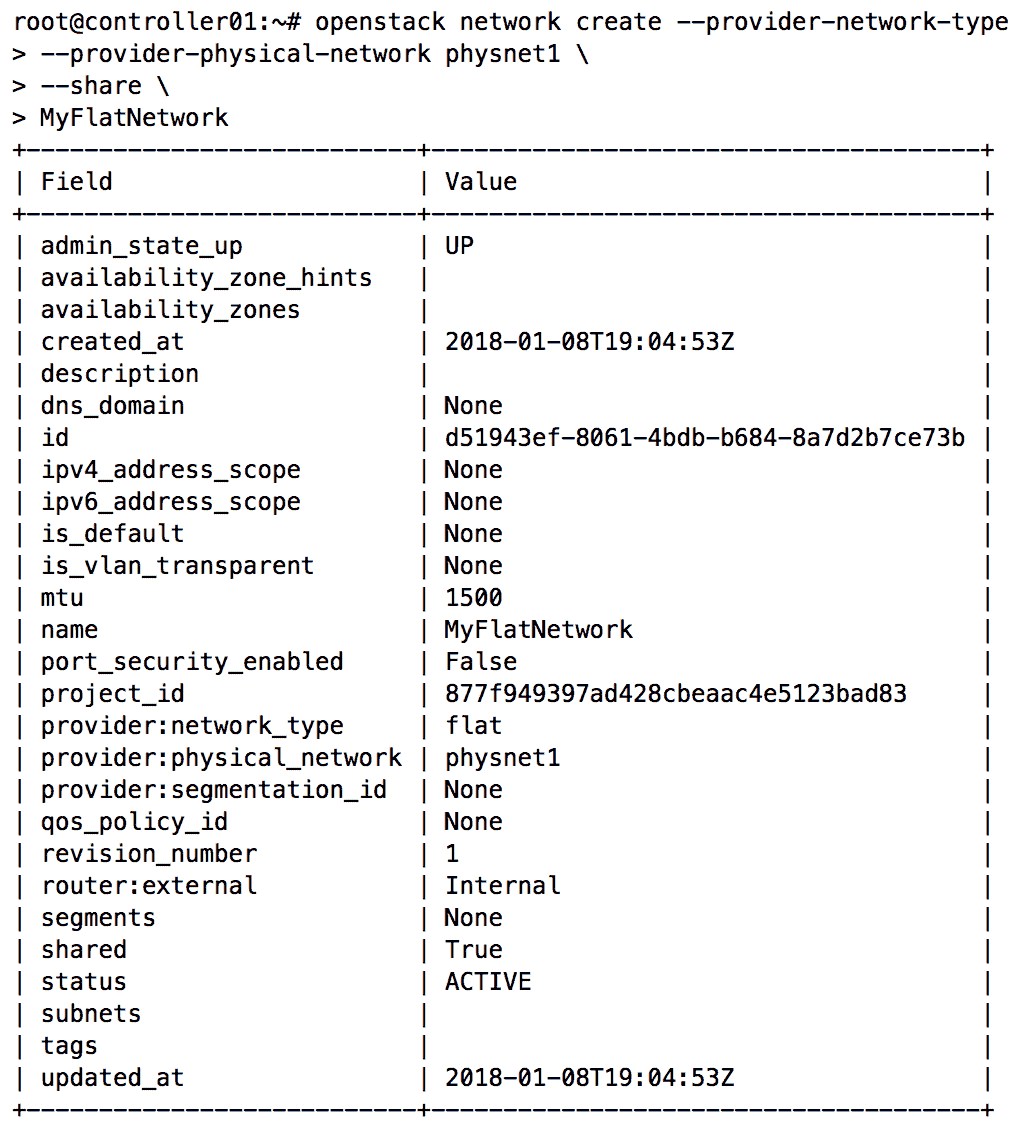 root@controller01:~# openstack network create --provider-network-type
> --provider-physical-network physnet1 \
> --share \
> MyFlatNetwork
+---------------------------+--------------------------------------+
| Field                     | Value                                |
+---------------------------+--------------------------------------+
| admin_state_up            | UP                                   |
| availability_zone_hints   |                                      |
| availability_zones        |                                      |
| created_at                | 2018-01-08T19:04:53Z                 |
| description               |                                      |
| dns_domain                | None                                 |
| id                        | d51943ef-8061-4bdb-b684-8a7d2b7ce73b |
| ipv4_address_scope        | None                                 |
| ipv6_address_scope        | None                                 |
| is_default                | None                                 |
| is_vlan_transparent       | None                                 |
| mtu                       | 1500                                 |
| name                      | MyFlatNetwork                        |
| port_security_enabled     | False                                |
| project_id                | 877f949397ad428cbeaac4e5123bad83     |
| provider:network_type     | flat                                 |
| provider:physical_network | physnet1                             |
| provider:segmentation_id  | None                                 |
| qos_policy_id             | None                                 |
| revision_number           | 1                                    |
| router:external           | Internal                             |
| segments                  | None                                 |
| shared                    | True                                 |
| status                    | ACTIVE                               |
| subnets                   |                                      |
| tags                      |                                      |
| updated_at                | 2018-01-08T19:04:53Z                 |
+---------------------------+--------------------------------------+